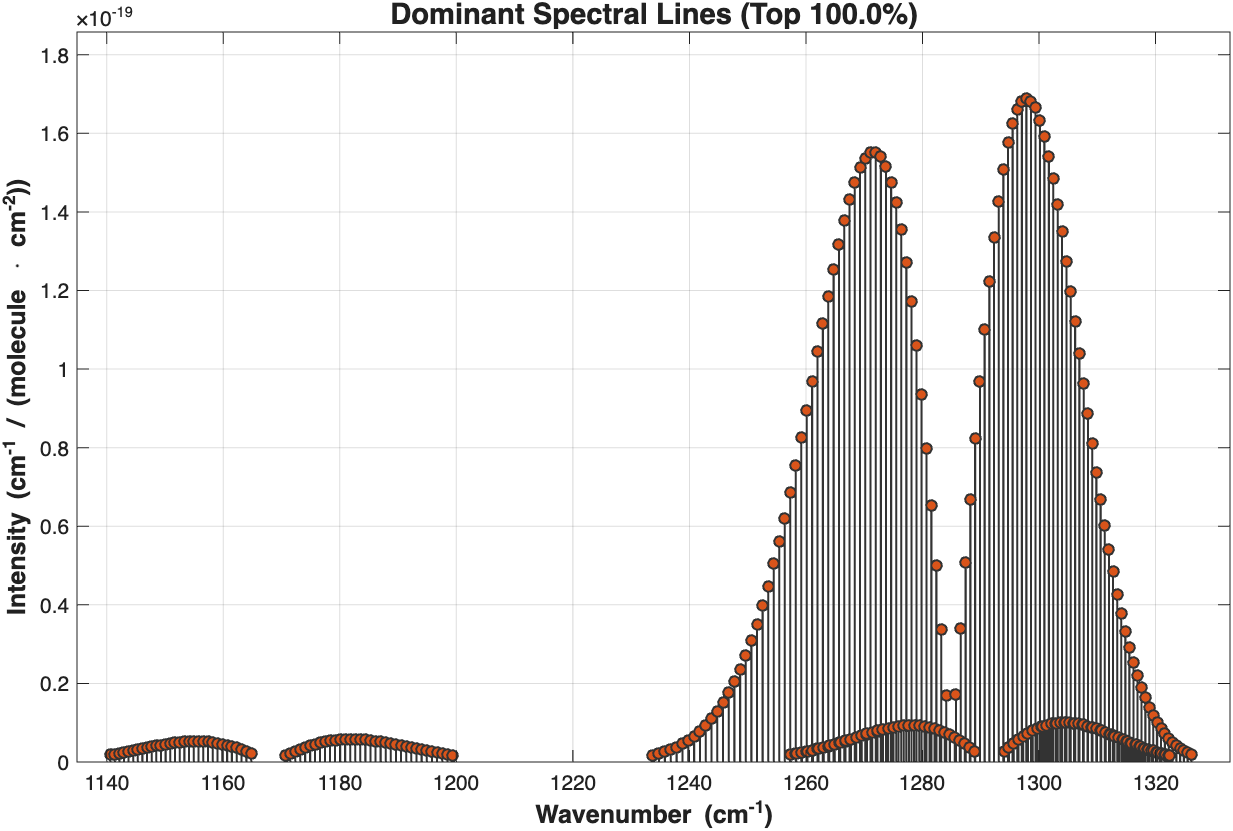 Dominant Spectral Lines (Top 100.0%)
×10⁻¹⁹
1.8
1.6
1.4
1.2
1
0.8
0.6
0.4
0.2
0
Intensity (cm⁻¹ / (molecule · cm⁻²))
1140 1160 1180 1200 1220 1240 1260 1280 1300 1320
Wavenumber (cm⁻¹)